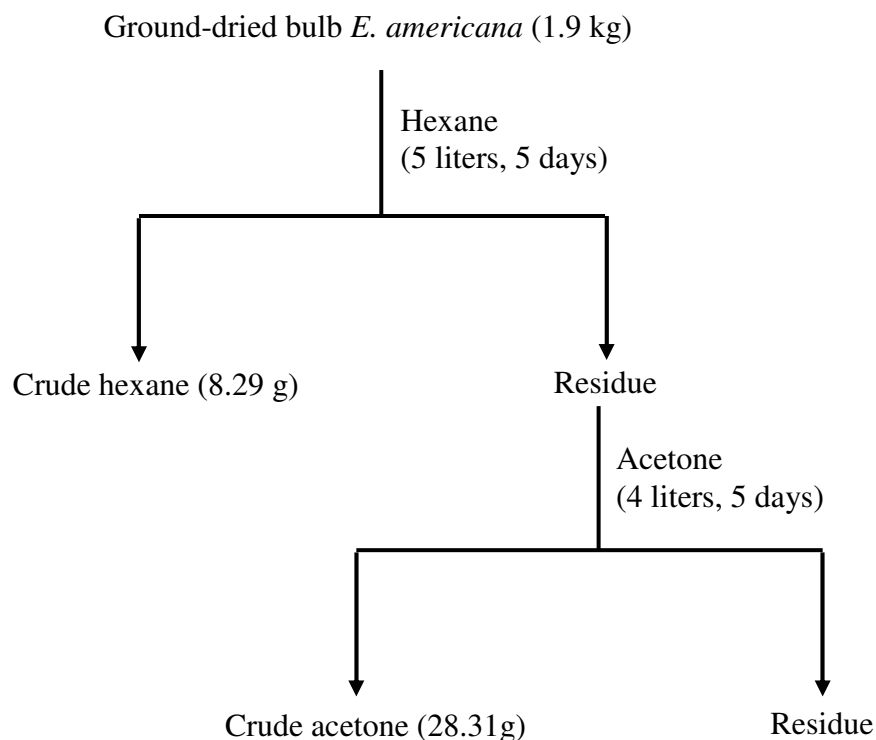 Ground-dried bulb E. americana (1.9 kg)
Hexane
(5 liters, 5 days)
Crude hexane (8.29 g)
Residue
Acetone
(4 liters, 5 days)
Crude acetone (28.31g)
Residue